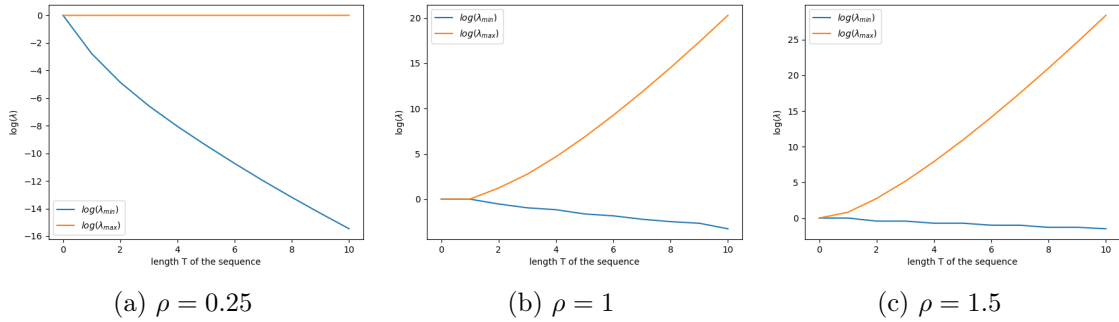 0
−2
−4
−6
−8
−10
−12
−14
−16
log(λ)
log(λmin)
log(λmax)
0 2 4 6 8 10
length T of the sequence
(a) ρ = 0.25
20
15
10
5
0
log(λ)
log(λmin)
log(λmax)
0 2 4 6 8 10
length T of the sequence
(b) ρ = 1
25
20
15
10
5
0
log(λ)
log(λmin)
log(λmax)
0 2 4 6 8 10
length T of the sequence
(c) ρ = 1.5